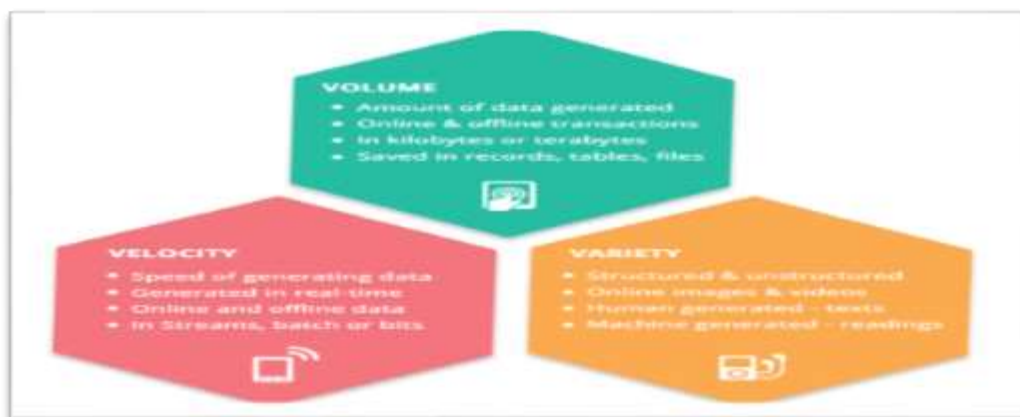 VOLUME
• Amount of data generated
• Online & offline transactions
• In kilobytes or terabytes
• Saved in records, tables, files
VELOCITY
• Speed of generating data
• Generated in real-time
• Online and offline data
• In Streams, batch or bits
VARIETY
• Structured & unstructured
• Online images & videos
• Human generated - texts
• Machine generated - readings